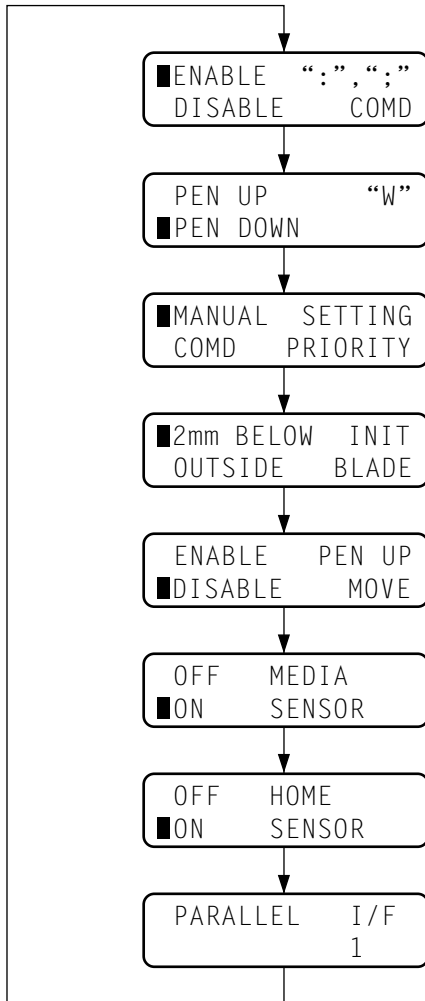 ENABLE “:”,“;”
DISABLE COMD
PEN UP “W”
PEN DOWN
MANUAL SETTING
COMD PRIORITY
2mm BELOW INIT
OUTSIDE BLADE
ENABLE PEN UP
DISABLE MOVE
OFF MEDIA
ON SENSOR
OFF HOME
ON SENSOR
PARALLEL I/F
1